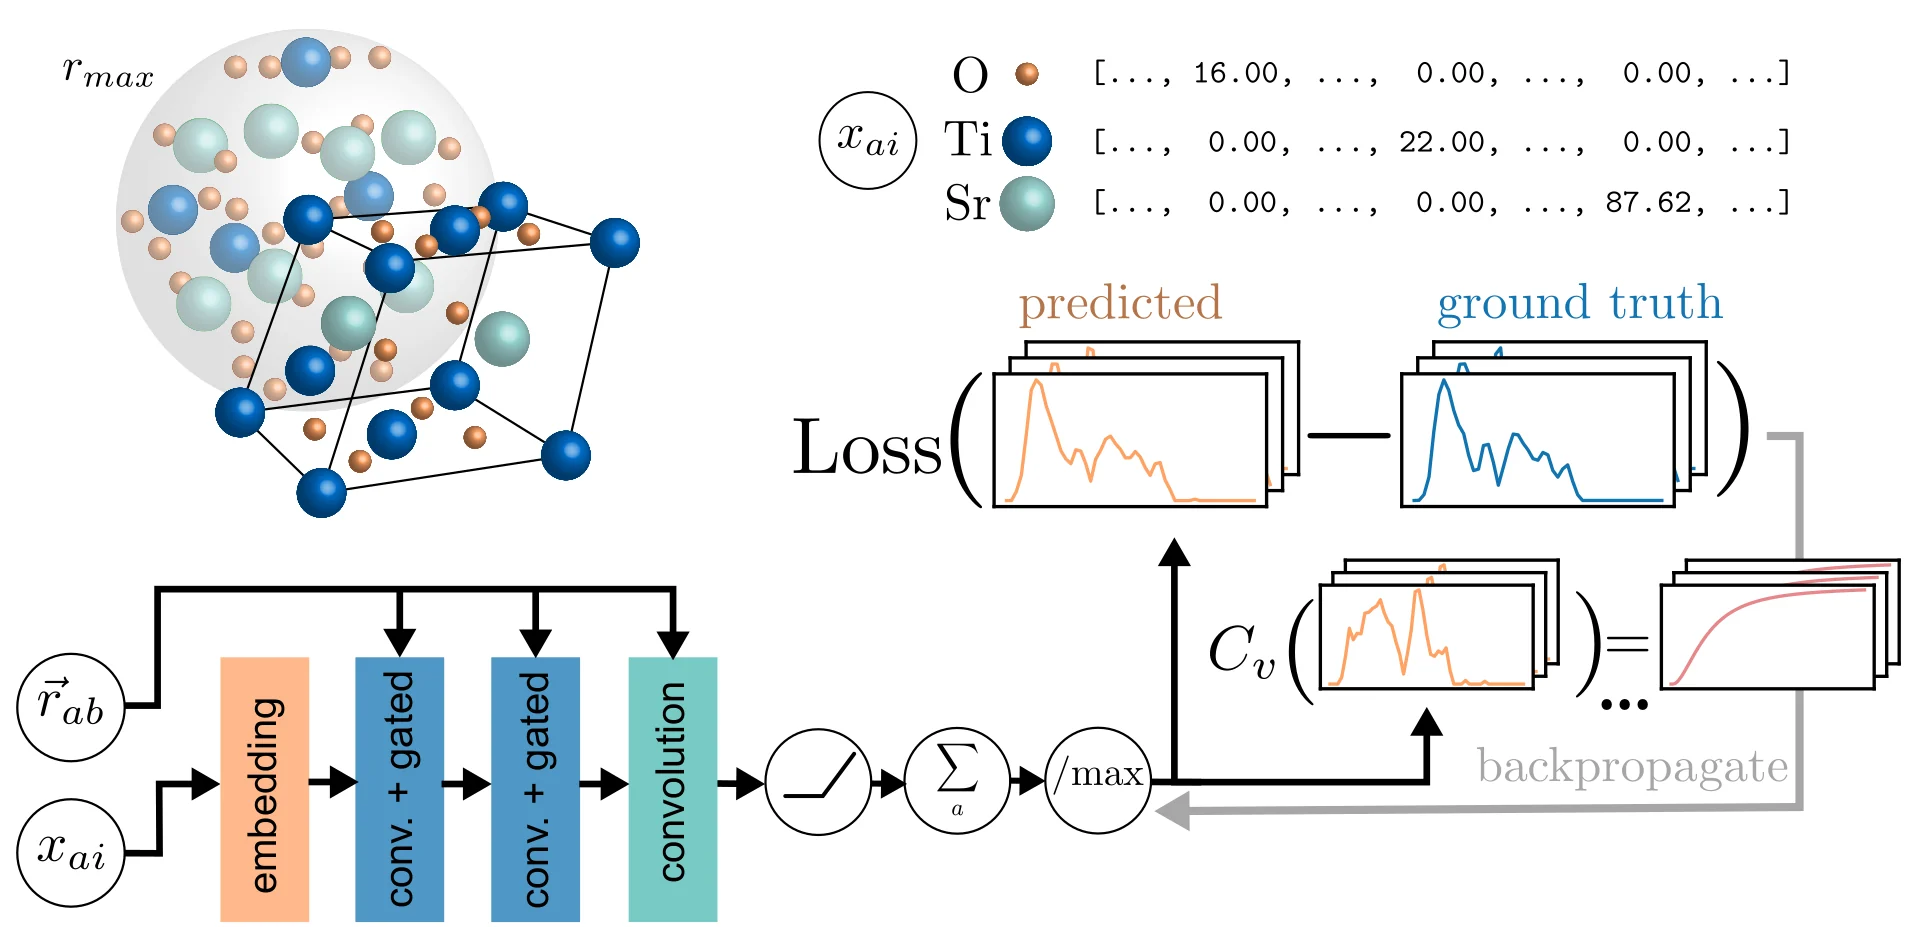 r_max
x_ai
O [..., 16.00, ..., 0.00, ..., 0.00, ...]
Ti [..., 0.00, ..., 22.00, ..., 0.00, ...]
Sr [..., 0.00, ..., 0.00, ..., 87.62, ...]
predicted
ground truth
Loss( — )
C_v( ) =
...
backpropagate
r⃗_ab
x_ai
embedding
conv. + gated
conv. + gated
convolution
∑
a
/max